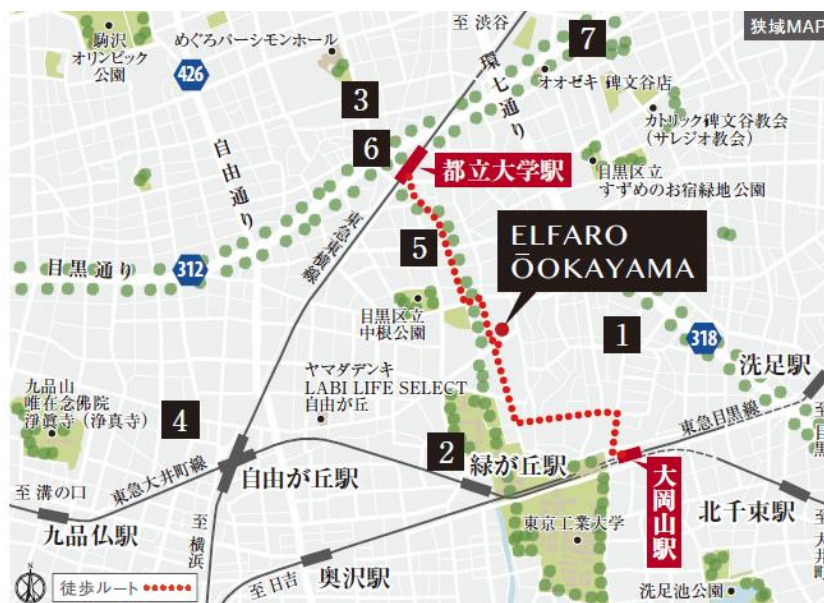 狭域MAP
至 渋谷
駒沢
オリンピック
公園
めぐろパーシモンホール
7
環七通り
オオゼキ 碑文谷店
426
3
カトリック碑文谷教会
(サレジオ教会)
自由通り
6
都立大学駅
目黒区立
すずめのお宿緑地公園
東急東横線
5
ELFARO
ŌOKAYAMA
目黒通り
312
目黒区立
中根公園
1
318
洗足駅
ヤマダデンキ
LABI LIFE SELECT
自由が丘
九品山
唯在念佛院
淨眞寺(浄真寺)
4
東急目黒線
至 目黒
2
緑が丘駅
自由が丘駅
東急大井町線
至 溝の口
大岡山駅
九品仏駅
東京工業大学
北千束駅
至 横浜
奥沢駅
至 日吉
洗足池公園
N
徒歩ルート